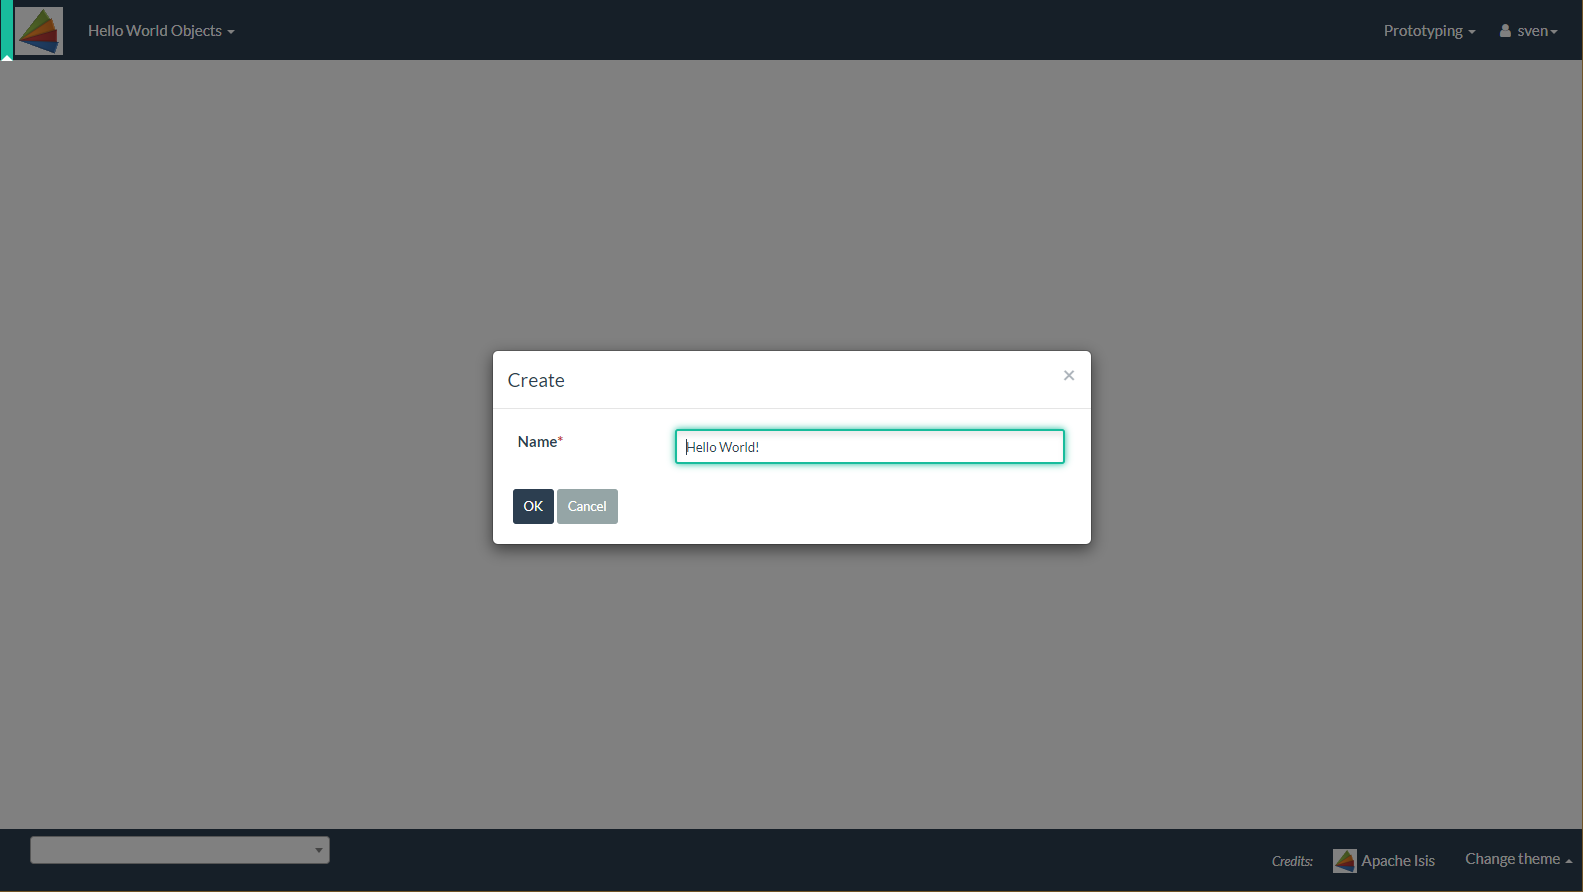 Hello World Objects
Prototyping
sven
Create
×
Name*
Hello World!
OK
Cancel
Credits:
Apache Isis
Change theme